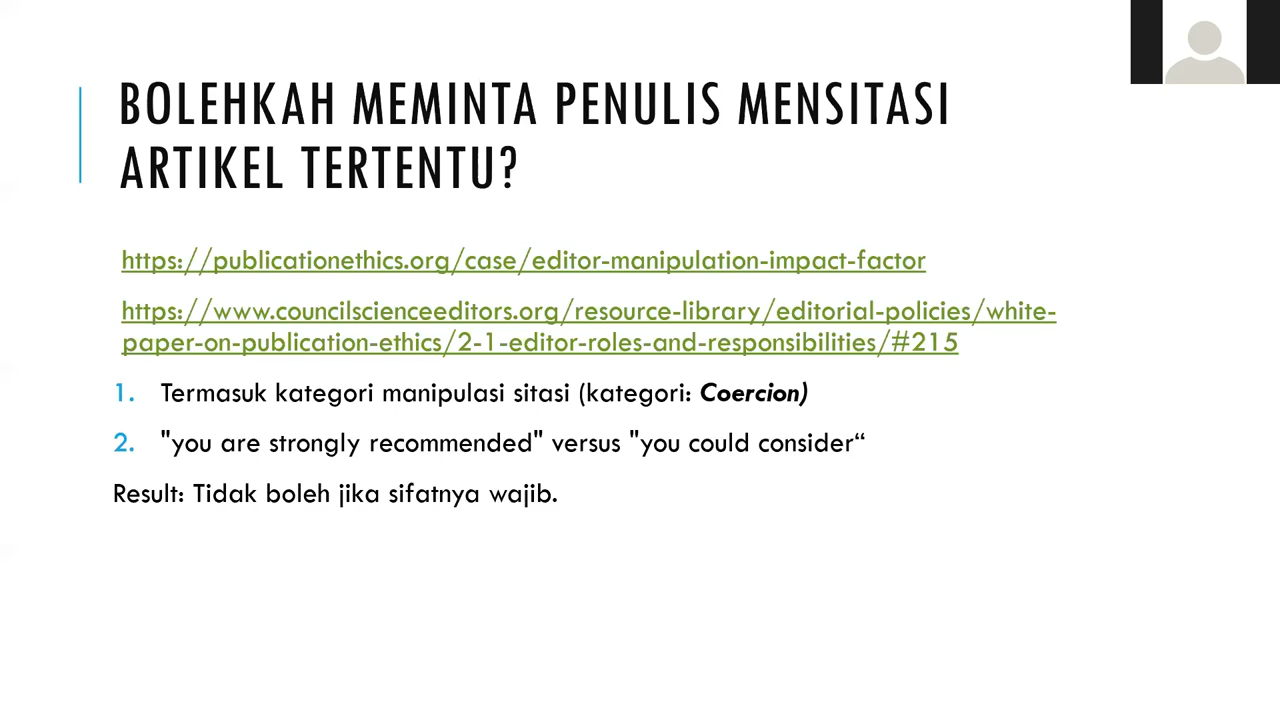 BOLEHKAH MEMINTA PENULIS MENSITASI
ARTIKEL TERTENTU?
https://publicationethics.org/case/editor-manipulation-impact-factor
https://www.councilscienceeditors.org/resource-library/editorial-policies/white-
paper-on-publication-ethics/2-1-editor-roles-and-responsibilities/#215
1. Termasuk kategori manipulasi sitasi (kategori: Coercion)
2. "you are strongly recommended" versus "you could consider“
Result: Tidak boleh jika sifatnya wajib.